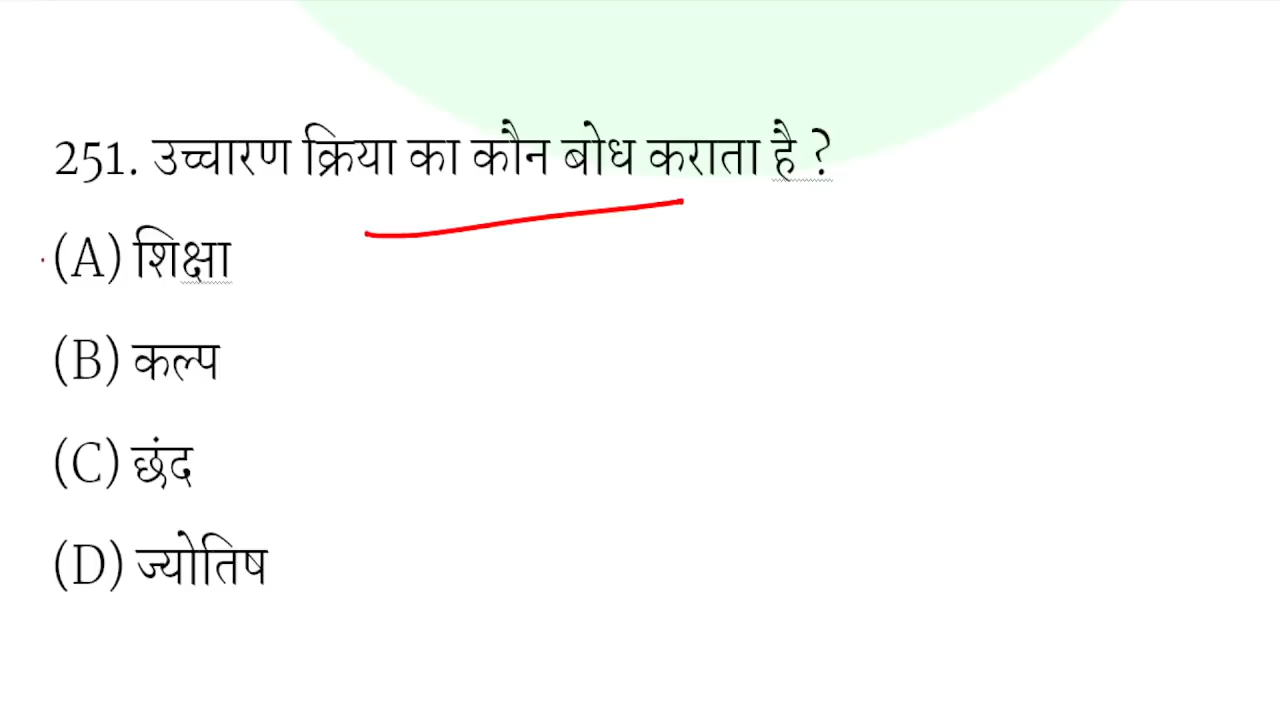 251. उच्चारण क्रिया का कौन बोध कराता है ?
(A) शिक्षा
(B) कल्प
(C) छंद
(D) ज्योतिष